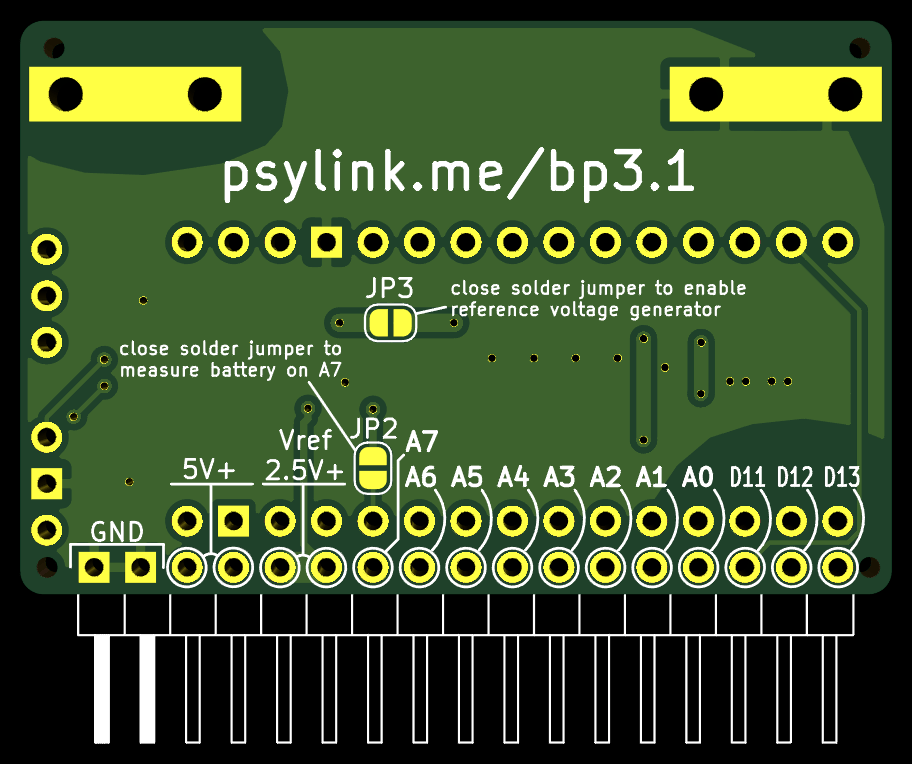 psylink.me/bp3.1
JP3
close solder jumper to enable
reference voltage generator
close solder jumper to
measure battery on A7
JP2
Vref
A7
5V+
2.5V+
A6 A5 A4 A3 A2 A1 A0 D11 D12 D13
GND